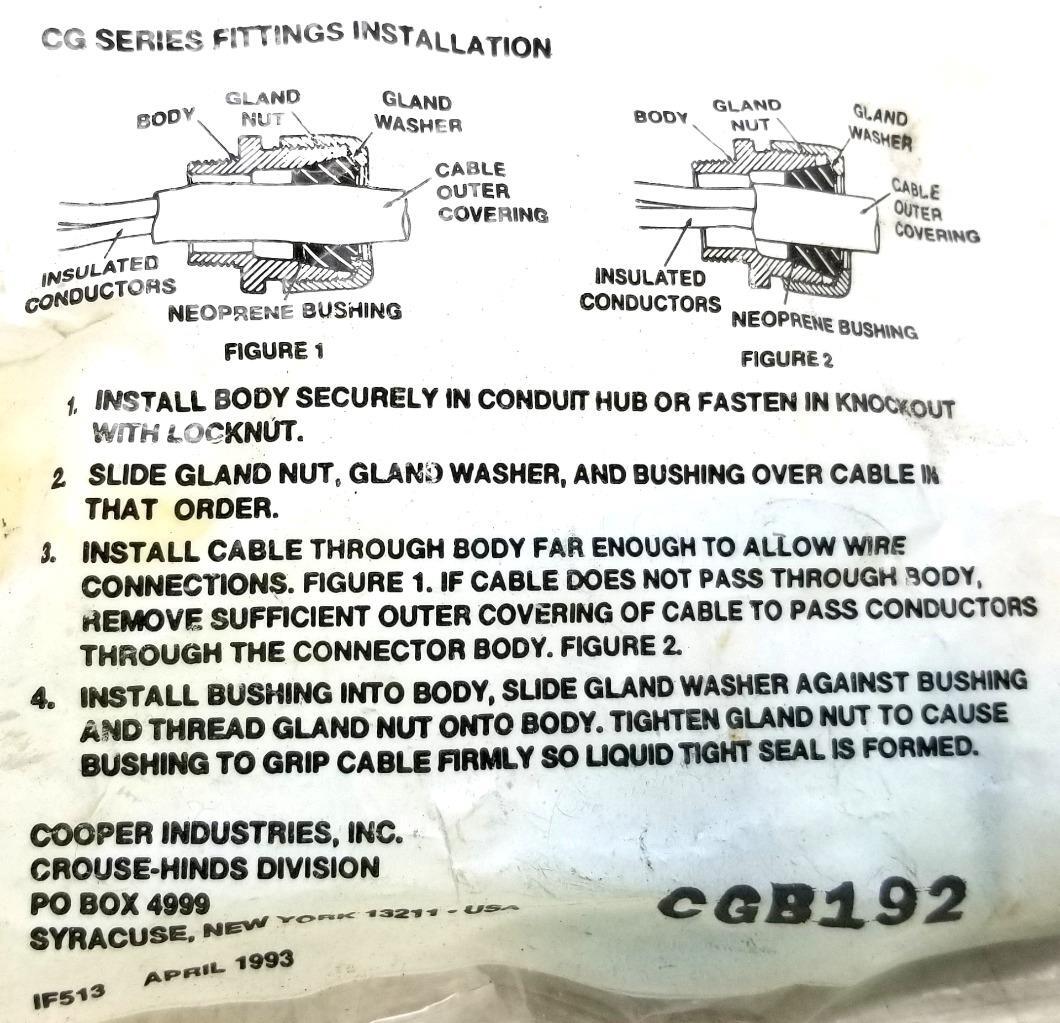 CG SERIES FITTINGS INSTALLATION
BODY
GLAND
NUT
GLAND
WASHER
CABLE
OUTER
COVERING
INSULATED
CONDUCTORS
NEOPRENE BUSHING
FIGURE 1
BODY
GLAND
NUT
GLAND
WASHER
CABLE
OUTER
COVERING
INSULATED
CONDUCTORS
NEOPRENE BUSHING
FIGURE 2
1. INSTALL BODY SECURELY IN CONDUIT HUB OR FASTEN IN KNOCKOUT
WITH LOCKNUT.
2 SLIDE GLAND NUT, GLAND WASHER, AND BUSHING OVER CABLE IN
THAT ORDER.
3. INSTALL CABLE THROUGH BODY FAR ENOUGH TO ALLOW WIRE
CONNECTIONS. FIGURE 1. IF CABLE DOES NOT PASS THROUGH BODY,
REMOVE SUFFICIENT OUTER COVERING OF CABLE TO PASS CONDUCTORS
THROUGH THE CONNECTOR BODY. FIGURE 2.
4. INSTALL BUSHING INTO BODY, SLIDE GLAND WASHER AGAINST BUSHING
AND THREAD GLAND NUT ONTO BODY. TIGHTEN GLAND NUT TO CAUSE
BUSHING TO GRIP CABLE FIRMLY SO LIQUID TIGHT SEAL IS FORMED.
COOPER INDUSTRIES, INC.
CROUSE-HINDS DIVISION
PO BOX 4999
SYRACUSE, NEW YORK 13211 - USA
IF513 APRIL 1993
CGB192